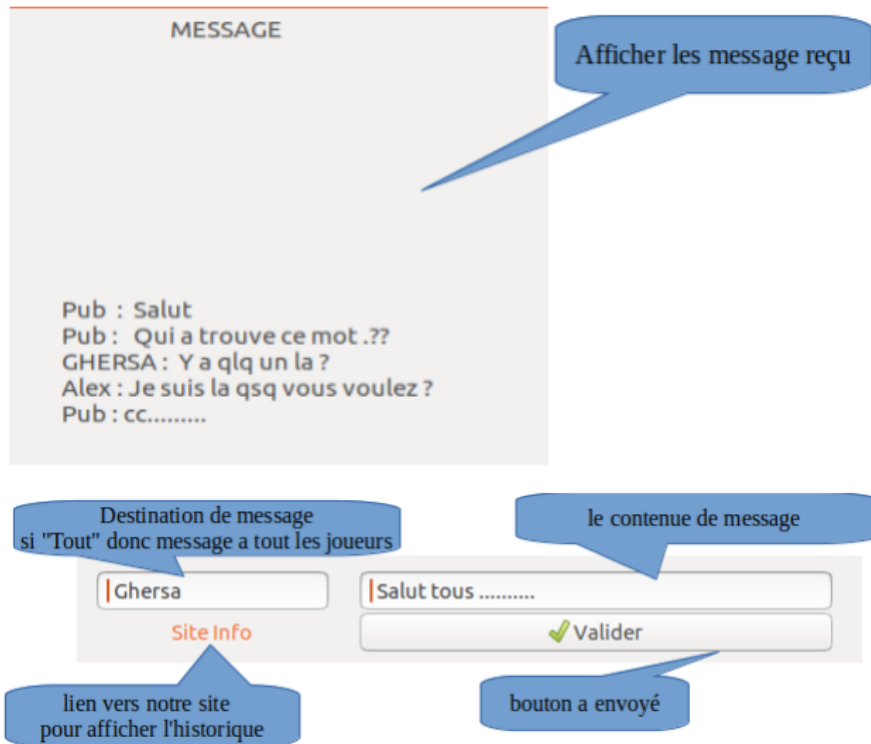 MESSAGE
Afficher les message reçu
Pub : Salut
Pub : Qui a trouve ce mot .??
GHERSA : Y a qlq un la ?
Alex : Je suis la qsq vous voulez ?
Pub : cc.........
Destination de message
si "Tout" donc message a tout les joueurs
le contenue de message
Ghersa
Salut tous ..........
Site Info
Valider
lien vers notre site
pour afficher l'historique
bouton a envoyé